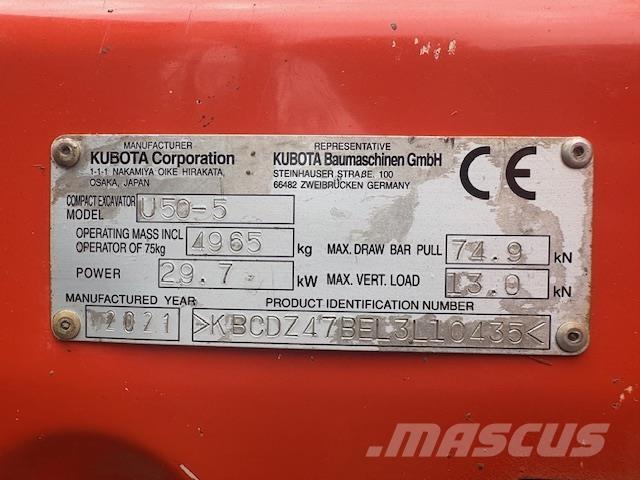 MANUFACTURER
KUBOTA Corporation
1-1-1 NAKAMIYA OIKE HIRAKATA,
OSAKA, JAPAN
REPRESENTATIVE
KUBOTA Baumaschinen GmbH
STEINHAUSER STRAßE. 100
66482 ZWEIBRÜCKEN GERMANY
CE
COMPACT EXCAVATOR
MODEL U50-5
OPERATING MASS INCL
OPERATOR OF 75kg 4965 kg
MAX. DRAW BAR PULL 74.9 kN
POWER 29.7 kW
MAX. VERT. LOAD 13.0 kN
MANUFACTURED YEAR
2021
PRODUCT IDENTIFICATION NUMBER
>KBCDZ47BEL3L10435<
MASCUS